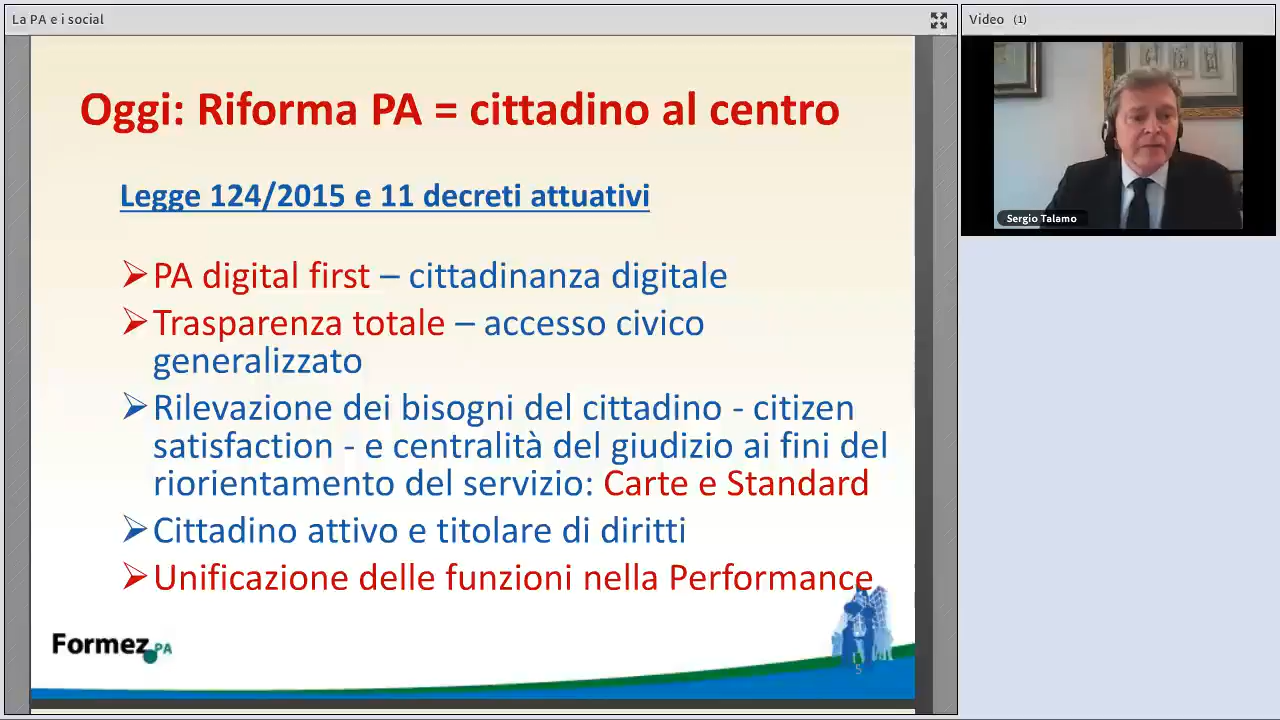 La PA e i social
Video (1)
Oggi: Riforma PA = cittadino al centro
Legge 124/2015 e 11 decreti attuativi
PA digital first – cittadinanza digitale
Trasparenza totale – accesso civico
generalizzato
Rilevazione dei bisogni del cittadino - citizen
satisfaction - e centralità del giudizio ai fini del
riorientamento del servizio: Carte e Standard
Cittadino attivo e titolare di diritti
Unificazione delle funzioni nella Performance
Formez PA
5
Sergio Talamo